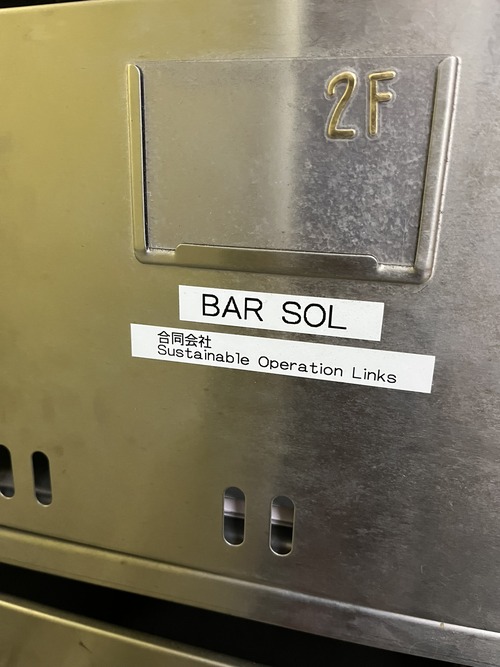 2F
BAR SOL
合同会社
Sustainable Operation Links